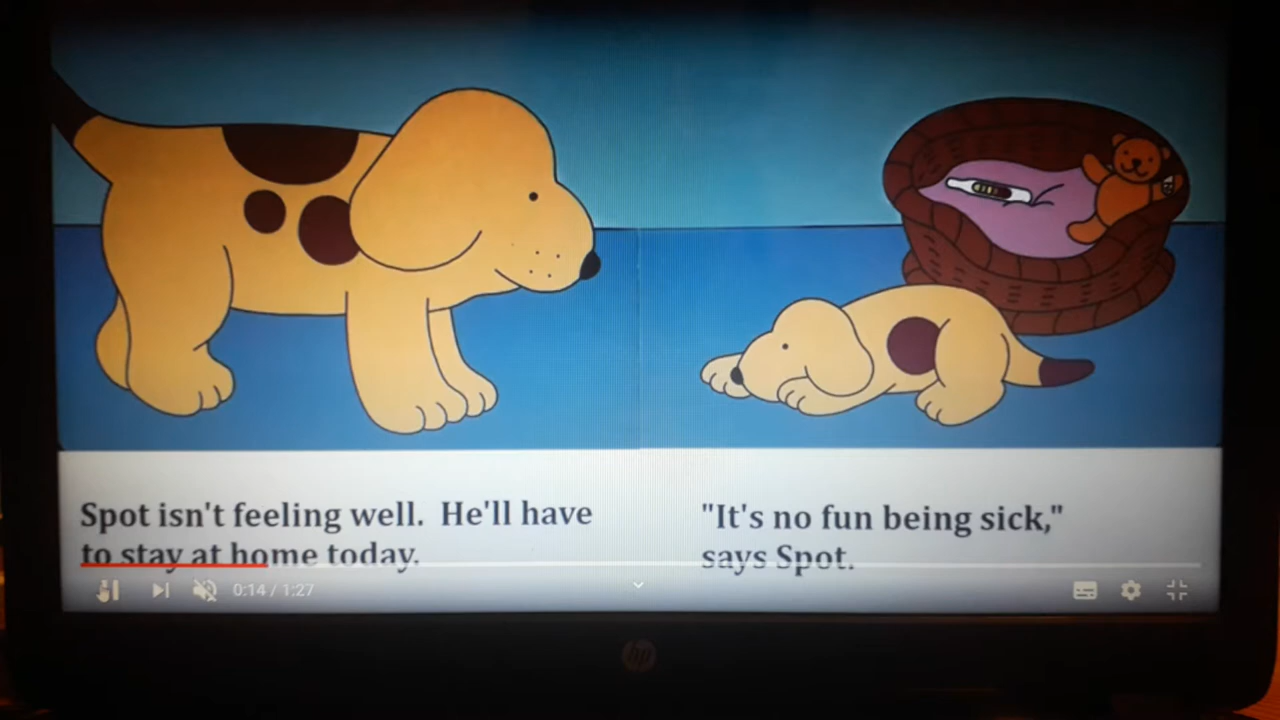 Spot isn't feeling well. He'll have
to stay at home today.
"It's no fun being sick,"
says Spot.
0:14 / 1:27
hp